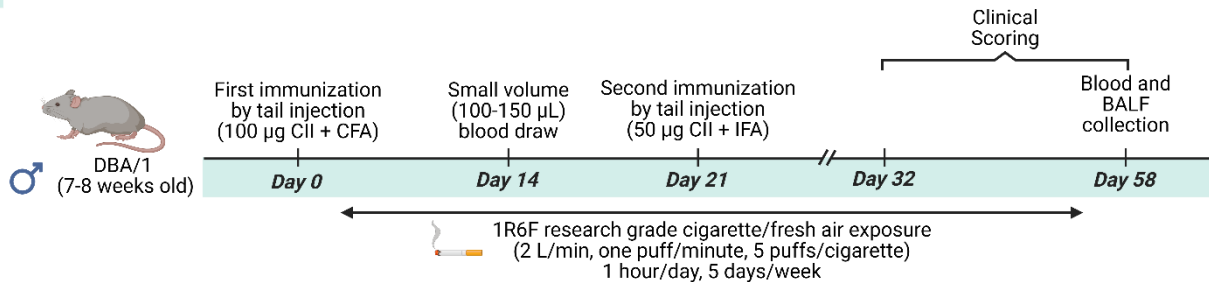 Clinical
Scoring
First immunization
by tail injection
(100 µg CII + CFA)
Small volume
(100-150 µL)
blood draw
Second immunization
by tail injection
(50 µg CII + IFA)
Blood and
BALF
collection
DBA/1
(7-8 weeks old)
Day 0
Day 14
Day 21
Day 32
Day 58
1R6F research grade cigarette/fresh air exposure
(2 L/min, one puff/minute, 5 puffs/cigarette)
1 hour/day, 5 days/week